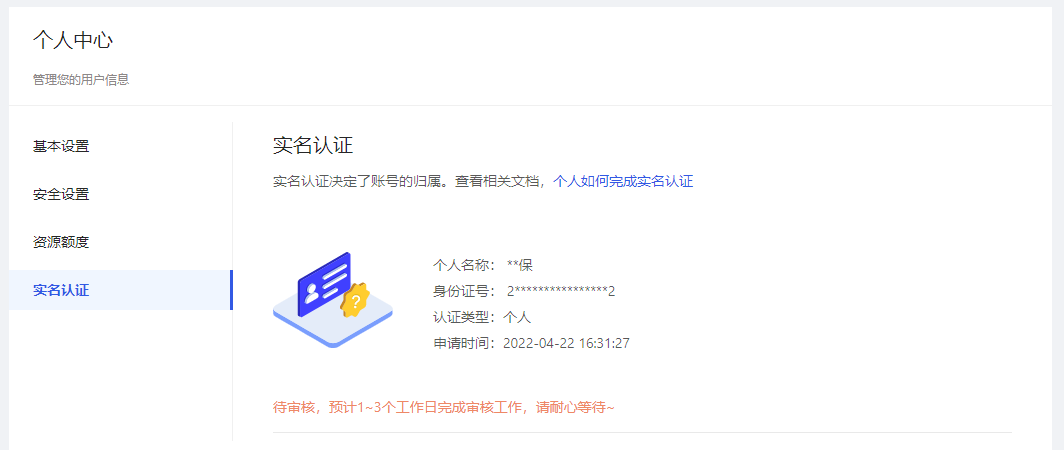 个人中心
管理您的用户信息
基本设置
安全设置
资源额度
实名认证
实名认证
实名认证决定了账号的归属。查看相关文档，个人如何完成实名认证
?
个人名称： **保
身份证号： 2****************2
认证类型：个人
申请时间：2022-04-22 16:31:27
待审核，预计1~3个工作日完成审核工作，请耐心等待~